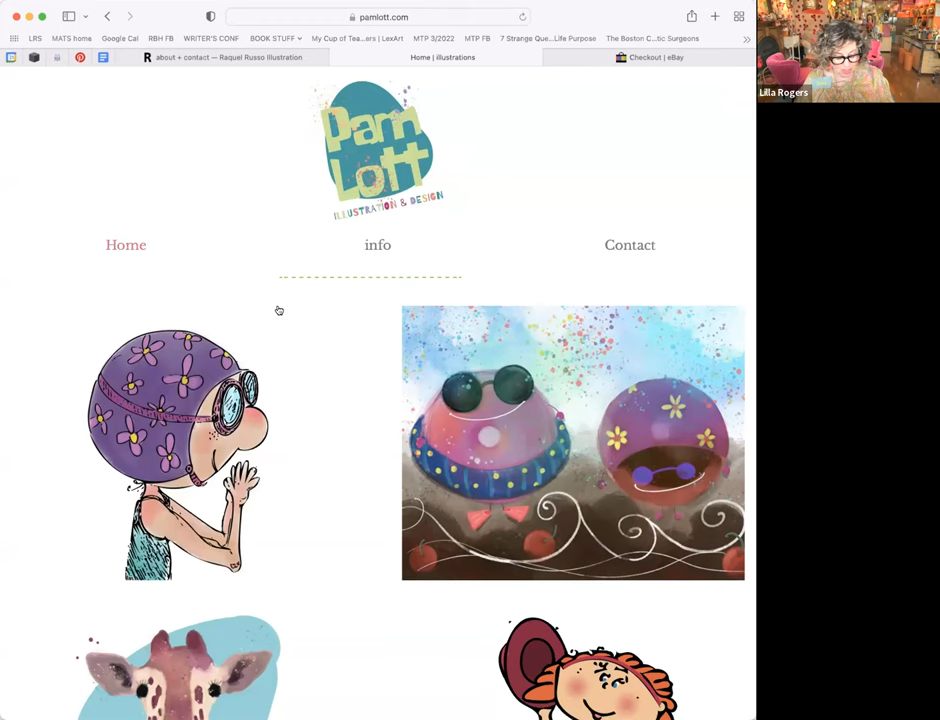 pamlott.com
LRS MATS home Google Cal RBH FB WRITER'S CONF BOOK STUFF My Cup of Tea...ers | LexArt MTP 3/2022 MTP FB 7 Strange Que...Life Purpose The Boston C...tic Surgeons
R about + contact — Raquel Russo Illustration Home | illustrations Checkout | eBay
Lilla Rogers
Pam
Lott
ILLUSTRATION & DESIGN
Home info Contact